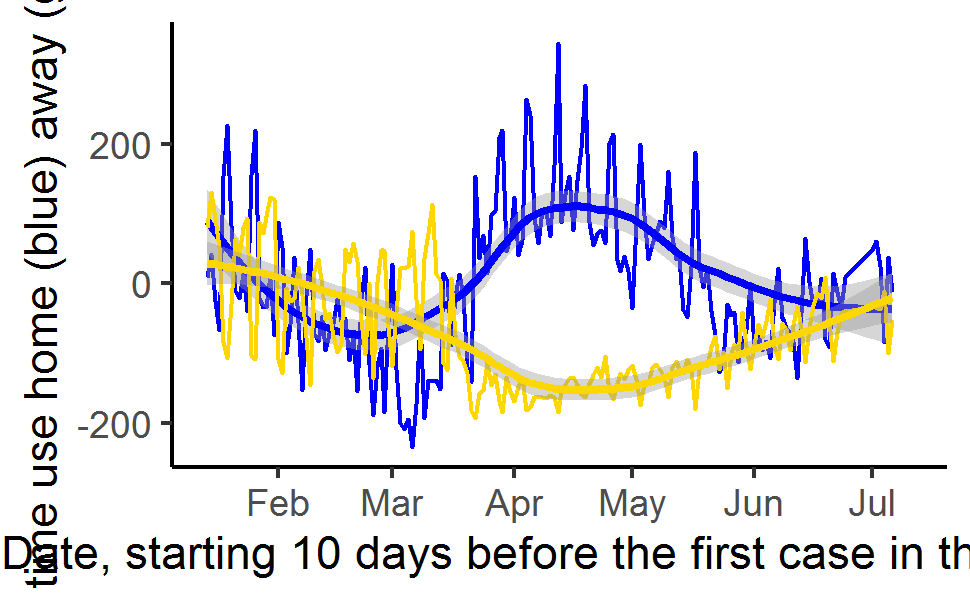 time use home (blue) away (
200
0
-200
Feb Mar Apr May Jun Jul
Date, starting 10 days before the first case in th